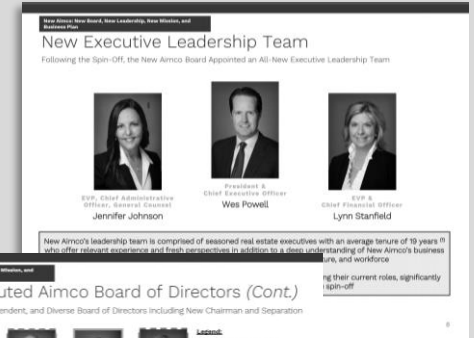 New Aimco: New Board, New Leadership, New Mission, and
Business Plan
New Executive Leadership Team
Following the Spin-Off, the New Aimco Board Appointed an All-New Executive Leadership Team
EVP, Chief Administrative
Officer, General Counsel
Jennifer Johnson
President &
Chief Executive Officer
Wes Powell
EVP &
Chief Financial Officer
Lynn Stanfield
New Aimco's leadership team is comprised of seasoned real estate executives with an average tenure of 19 years (1)
who offer relevant experience and fresh perspectives in addition to a deep understanding of New Aimco's business
ure, and workforce
ng their current roles, significantly
spin-off
Mission, and
uted Aimco Board of Directors (Cont.)
endent, and Diverse Board of Directors Including New Chairman and Separation
Legend: